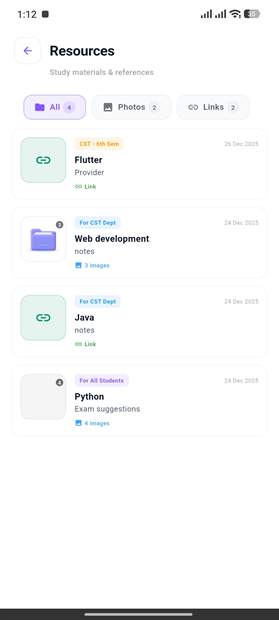 1:12
Resources
Study materials & references
All 4
Photos 2
Links 2
CST - 6th Sem
26 Dec 2025
Flutter
Provider
Link
For CST Dept
24 Dec 2025
3
Web development
notes
3 images
For CST Dept
24 Dec 2025
Java
notes
Link
For All Students
24 Dec 2025
4
Python
Exam suggestions
4 images